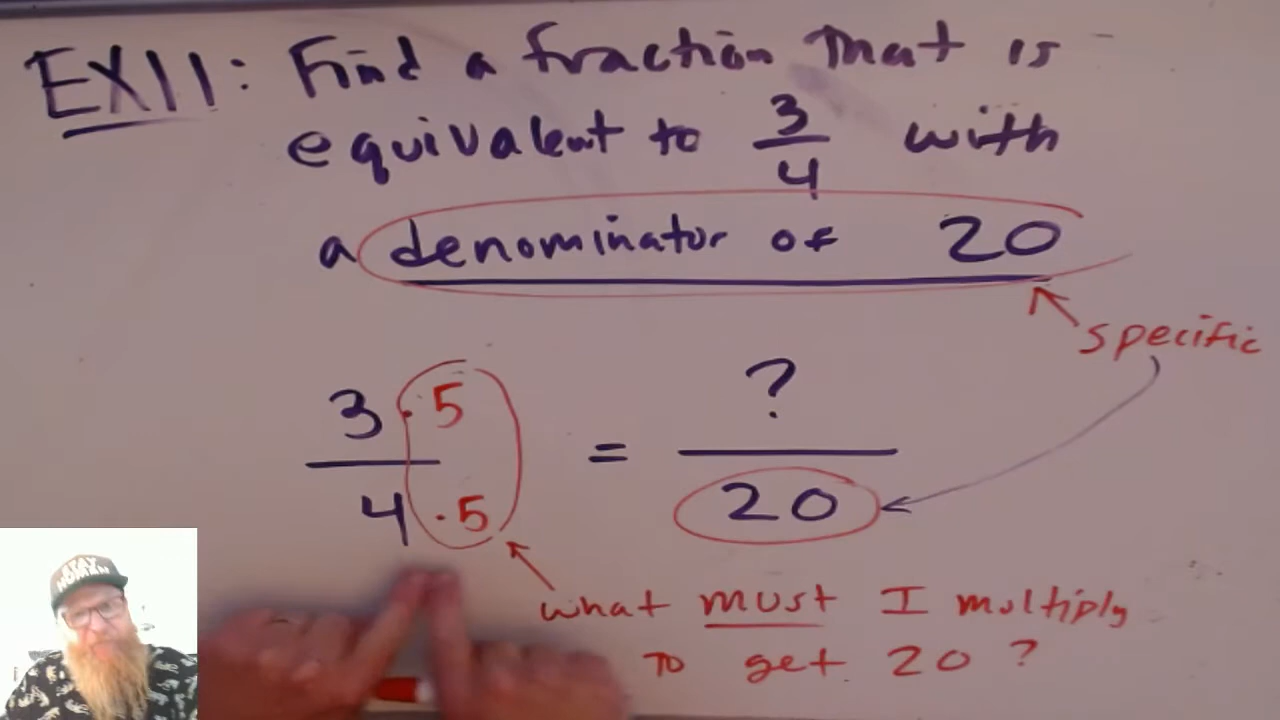 EX11: Find a fraction that is
equivalent to 3/4 with
a denominator of 20
specific
3 · 5 = ?
4 · 5 20
what must I multiply
to get 20 ?
STAY